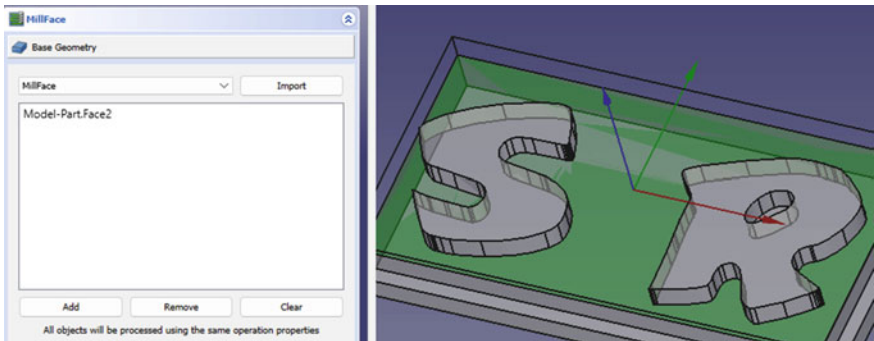 MillFace
Base Geometry
MillFace
Import
Model-Part.Face2
Add
Remove
Clear
All objects will be processed using the same operation properties